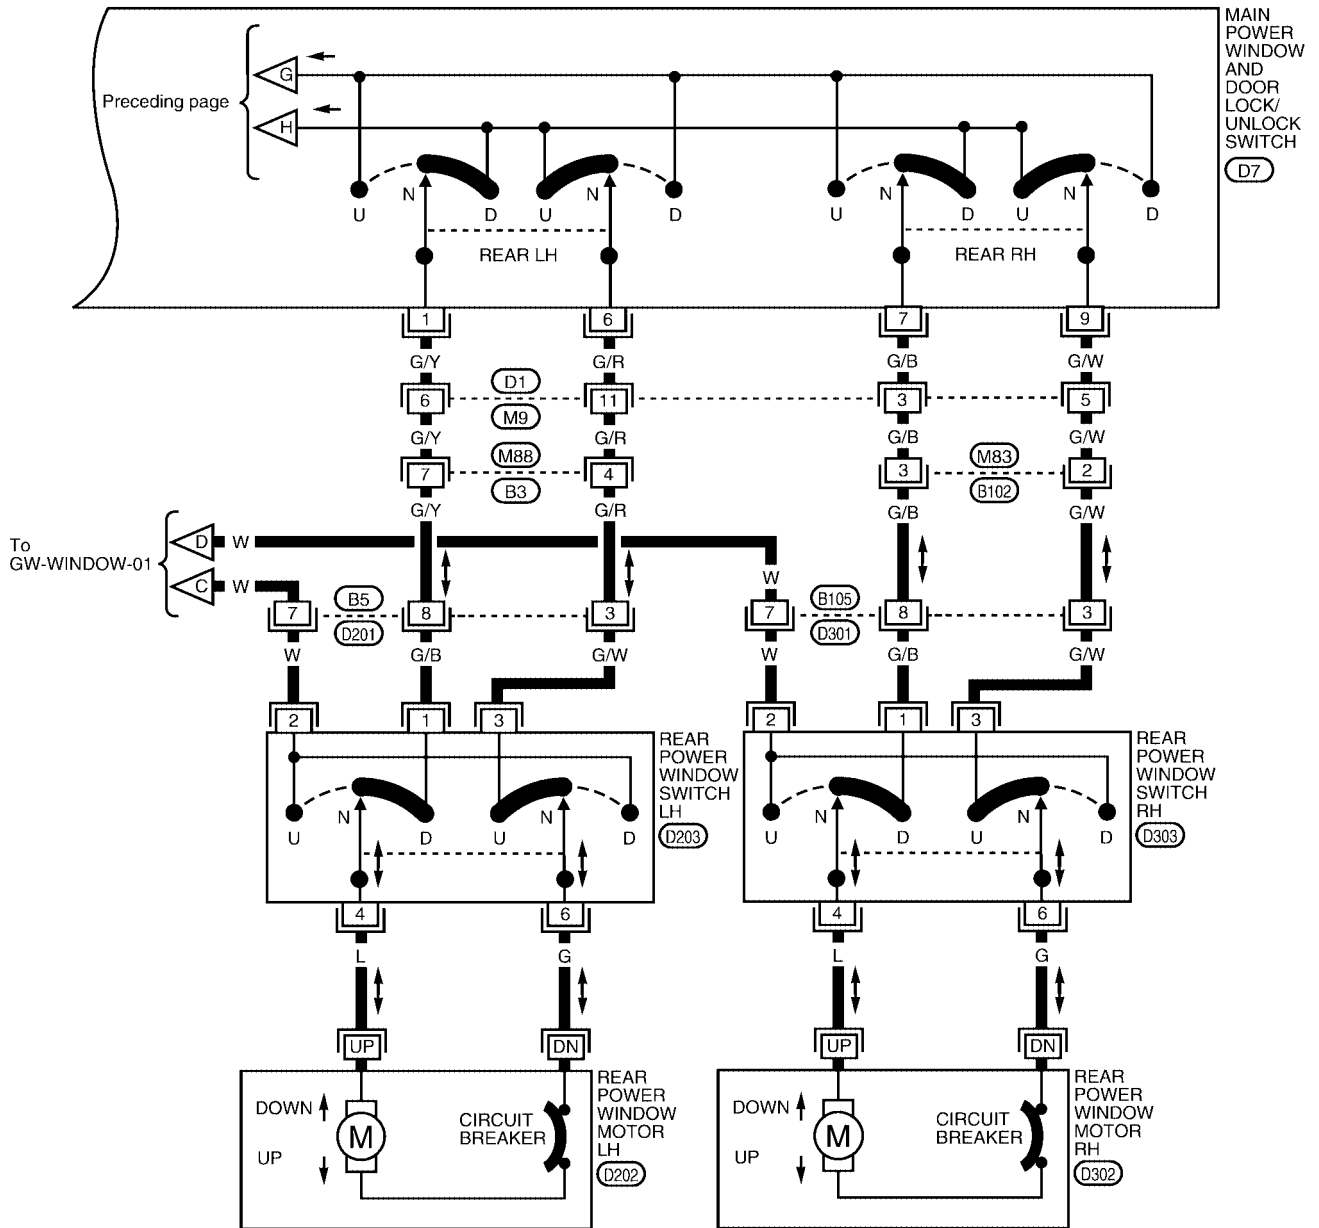 MAIN
POWER
WINDOW
AND
DOOR
LOCK/
UNLOCK
SWITCH
D7
G
Preceding page
H
N N N N
U D U D U D U D
REAR LH REAR RH
1 6 7 9
G/Y G/R G/B G/W
D1
6 11 3 5
M9
G/Y G/R G/B G/W
M88 M83
7 4 3 2
B3 B102
G/Y G/R G/B G/W
To
GW-WINDOW-01
D W
C W
W
B5 B105
7 8 3 7 8 3
D201 D301
W G/B G/W W G/B G/W
2 1 3 2 1 3
REAR
POWER
WINDOW
SWITCH
LH
D203
REAR
POWER
WINDOW
SWITCH
RH
D303
N N N N
U D U D U D U D
4 6 4 6
L G L G
UP DN UP DN
REAR
POWER
WINDOW
MOTOR
LH
D202
REAR
POWER
WINDOW
MOTOR
RH
D302
DOWN DOWN
M CIRCUIT
BREAKER
M CIRCUIT
BREAKER
UP UP